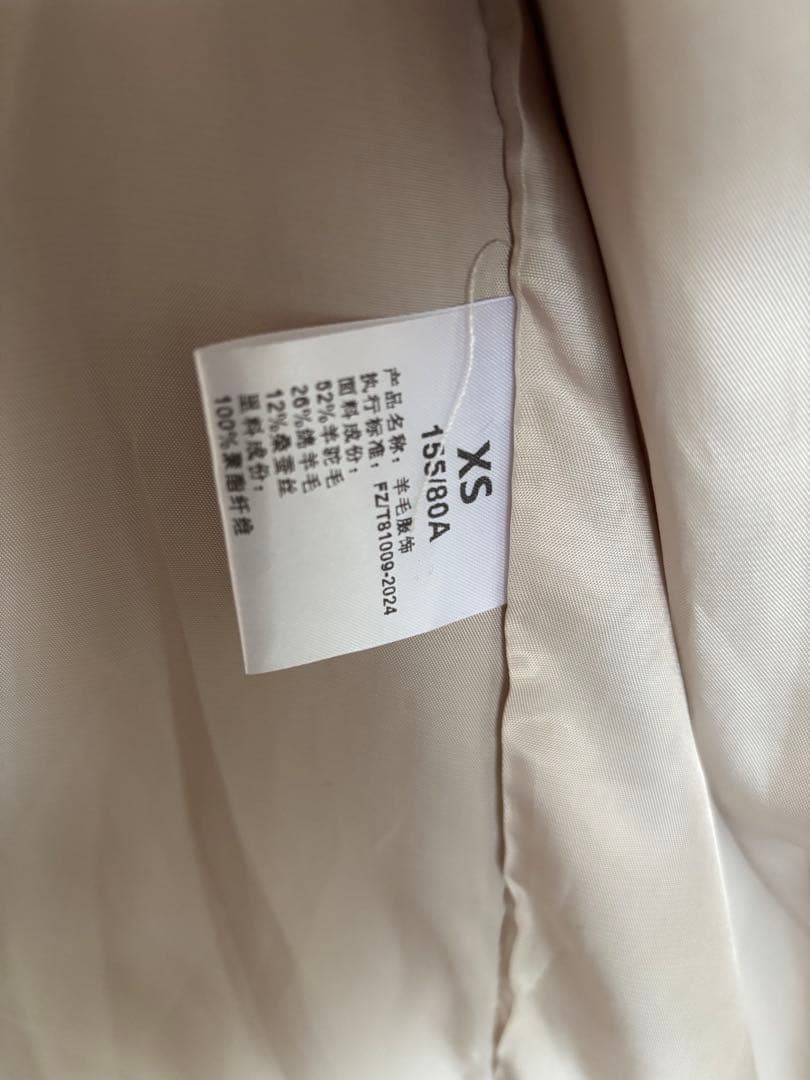 XS
155/80A
产品名称：羊毛服饰
执行标准：FZ/T81009-2024
面料成份：
62%羊驼毛
26%绵羊毛
12%桑蚕丝
里料成份：
100%聚酯纤维